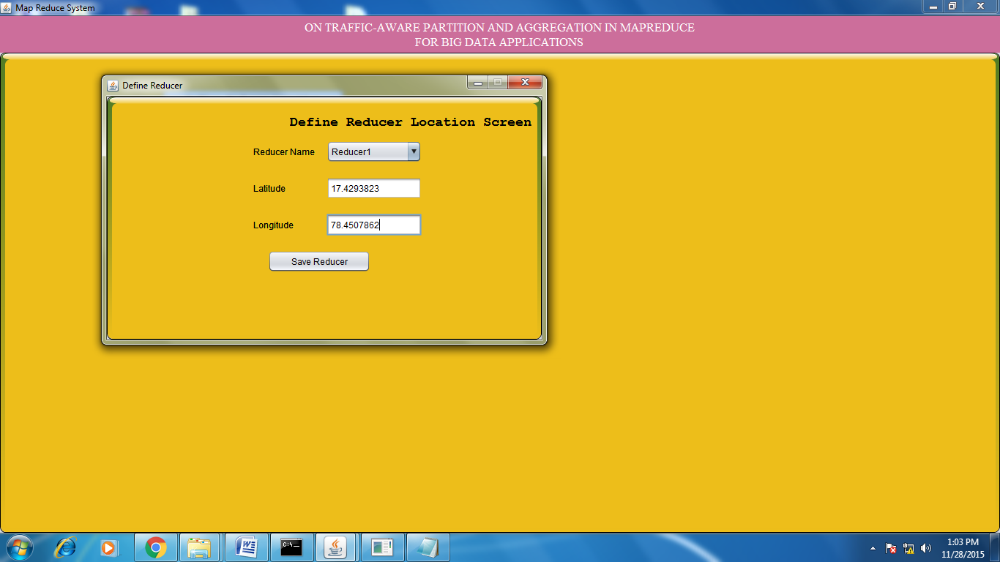 Map Reduce System
ON TRAFFIC-AWARE PARTITION AND AGGREGATION IN MAPREDUCE
FOR BIG DATA APPLICATIONS
Define Reducer
Define Reducer Location Screen
Reducer Name Reducer1
Latitude 17.4293823
Longitude 78.4507862
Save Reducer
C:\_
1:03 PM
11/28/2015